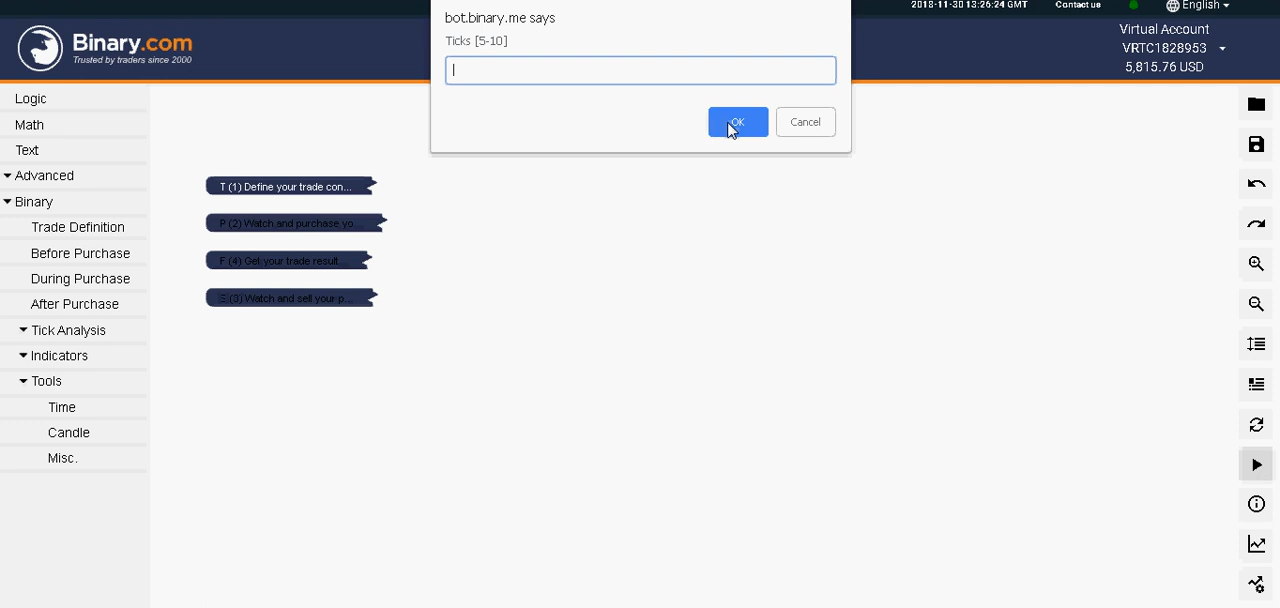 bot.binary.me says
Ticks [5-10]
OK
Cancel
2018-11-30 13:26:24 GMT
Contact us
English
Binary.com
Trusted by traders since 2000
Virtual Account
VRTC1828953
5,815.76 USD
Logic
Math
Text
Advanced
Binary
Trade Definition
Before Purchase
During Purchase
After Purchase
Tick Analysis
Indicators
Tools
Time
Candle
Misc.
T (1) Define your trade con...
P (2) Watch and purchase yo...
F (4) Get your trade result...
E (3) Watch and sell your p...